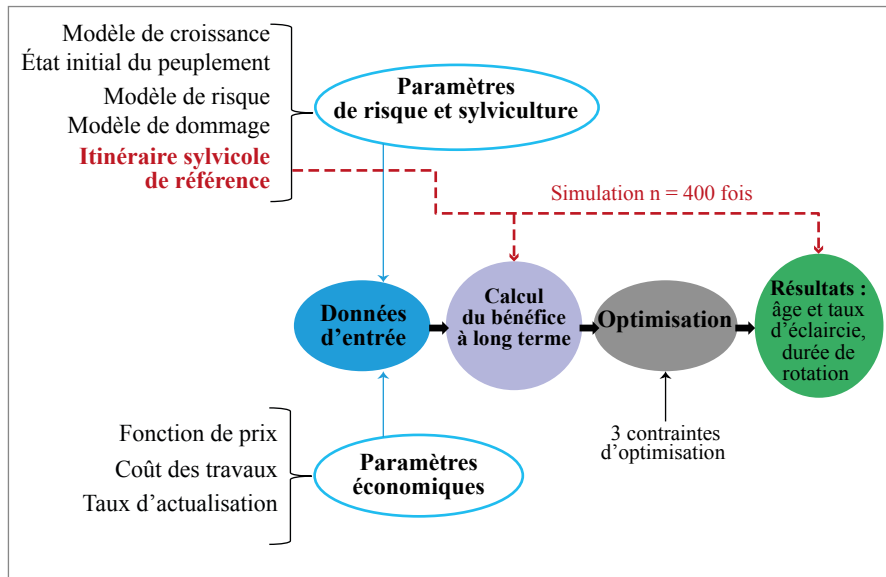 Modèle de croissance
État initial du peuplement
Modèle de risque
Modèle de dommage
Itinéraire sylvicole
de référence
Paramètres
de risque et sylviculture
Simulation n = 400 fois
Données
d’entrée
Calcul
du bénéfice
à long terme
Optimisation
Résultats :
âge et taux
d’éclaircie,
durée de
rotation
3 contraintes
d’optimisation
Fonction de prix
Coût des travaux
Taux d’actualisation
Paramètres
économiques